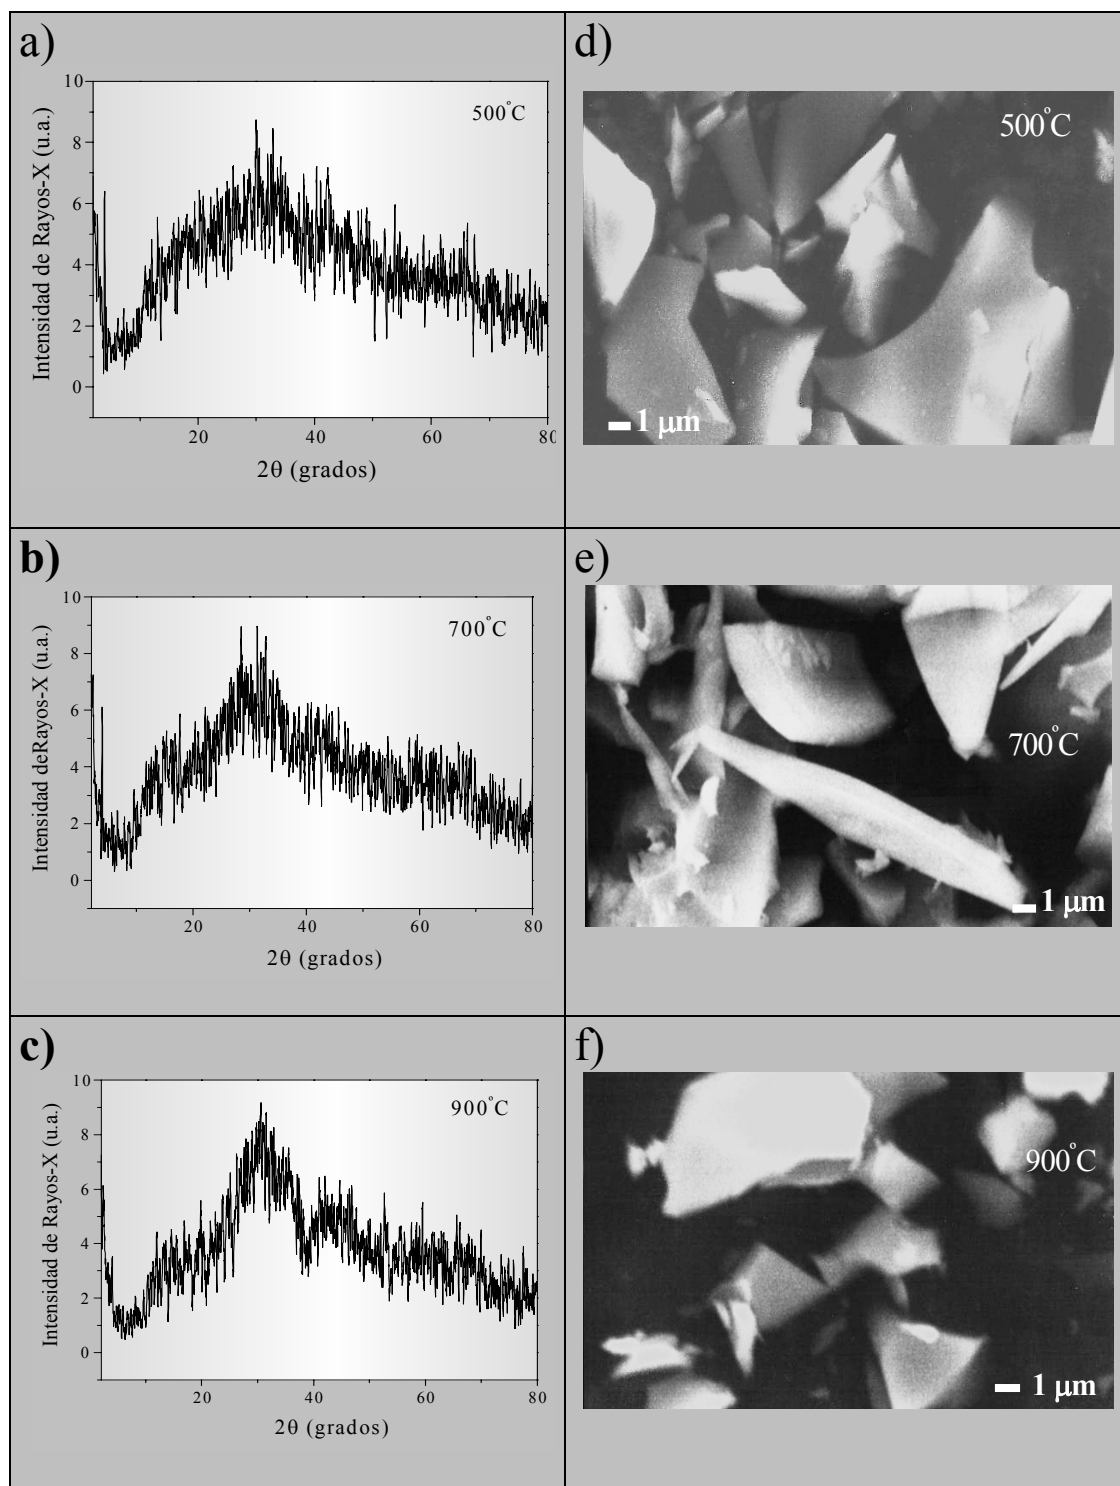 a)
10
8
6
4
2
0
Intensidad de Rayos-X (u.a.)
500°C
20
40
60
80
2θ (grados)
d)
500°C
1 μm
b)
10
8
6
4
2
0
Intensidad deRayos-X (u.a.)
700°C
20
40
60
80
2θ (grados)
e)
700°C
1 μm
c)
10
8
6
4
2
0
Intensidad de Rayos-X (u.a.)
900°C
20
40
60
80
2θ (grados)
f)
900°C
1 μm